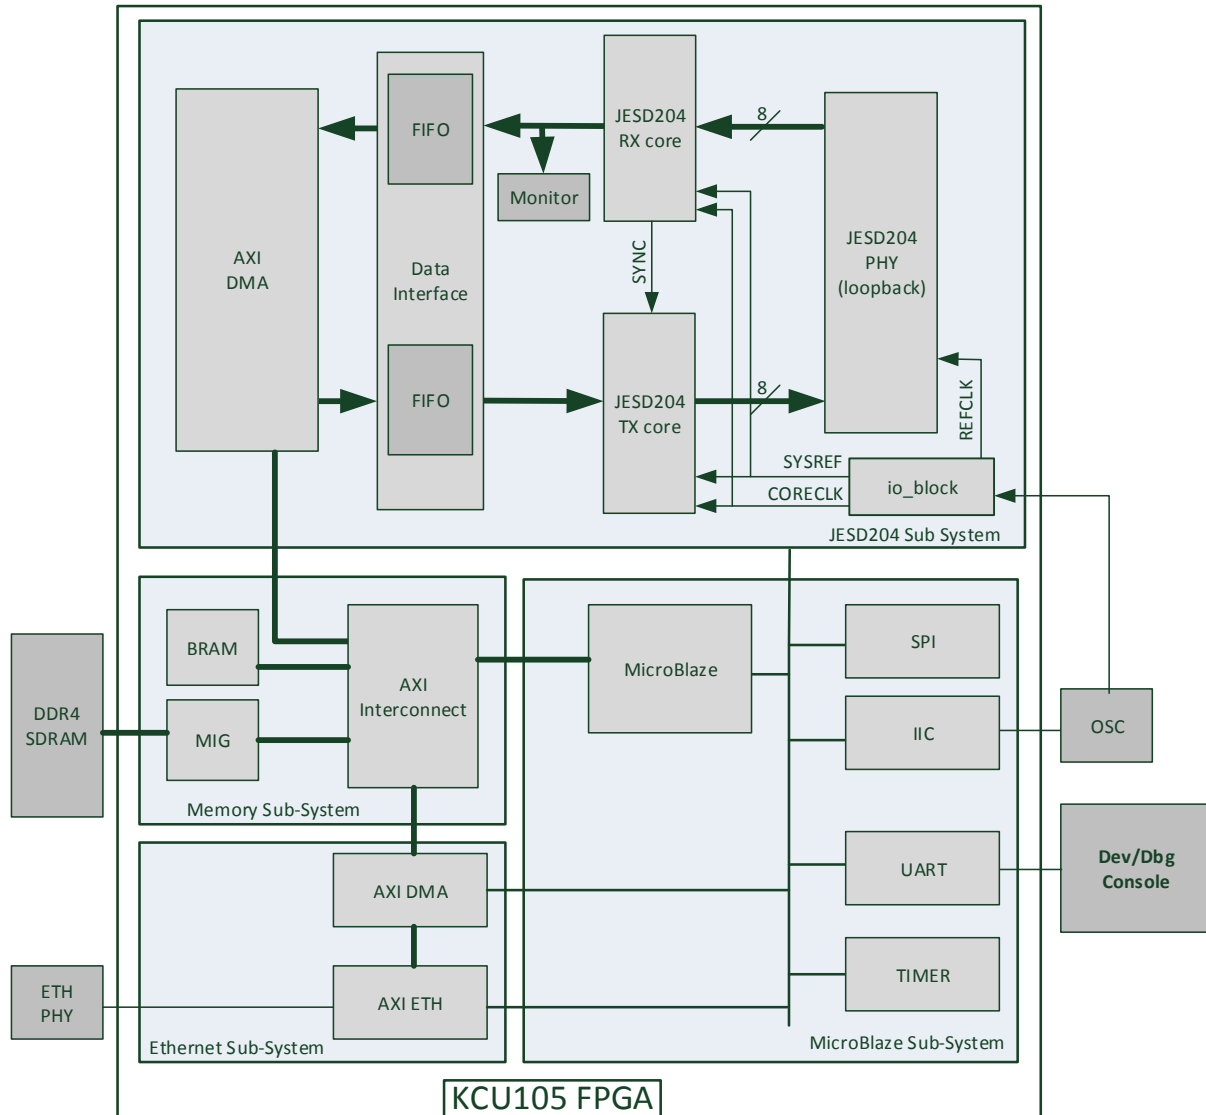 JESD204
RX core
8
FIFO
Monitor
AXI
DMA
Data
Interface
SYNC
JESD204
PHY
(loopback)
FIFO
JESD204
TX core
8
REFCLK
SYSREF
CORECLK
io_block
JESD204 Sub System
BRAM
MIG
AXI
Interconnect
Memory Sub-System
DDR4
SDRAM
MicroBlaze
SPI
IIC
OSC
UART
Dev/Dbg
Console
TIMER
MicroBlaze Sub-System
AXI DMA
AXI ETH
Ethernet Sub-System
ETH
PHY
KCU105 FPGA